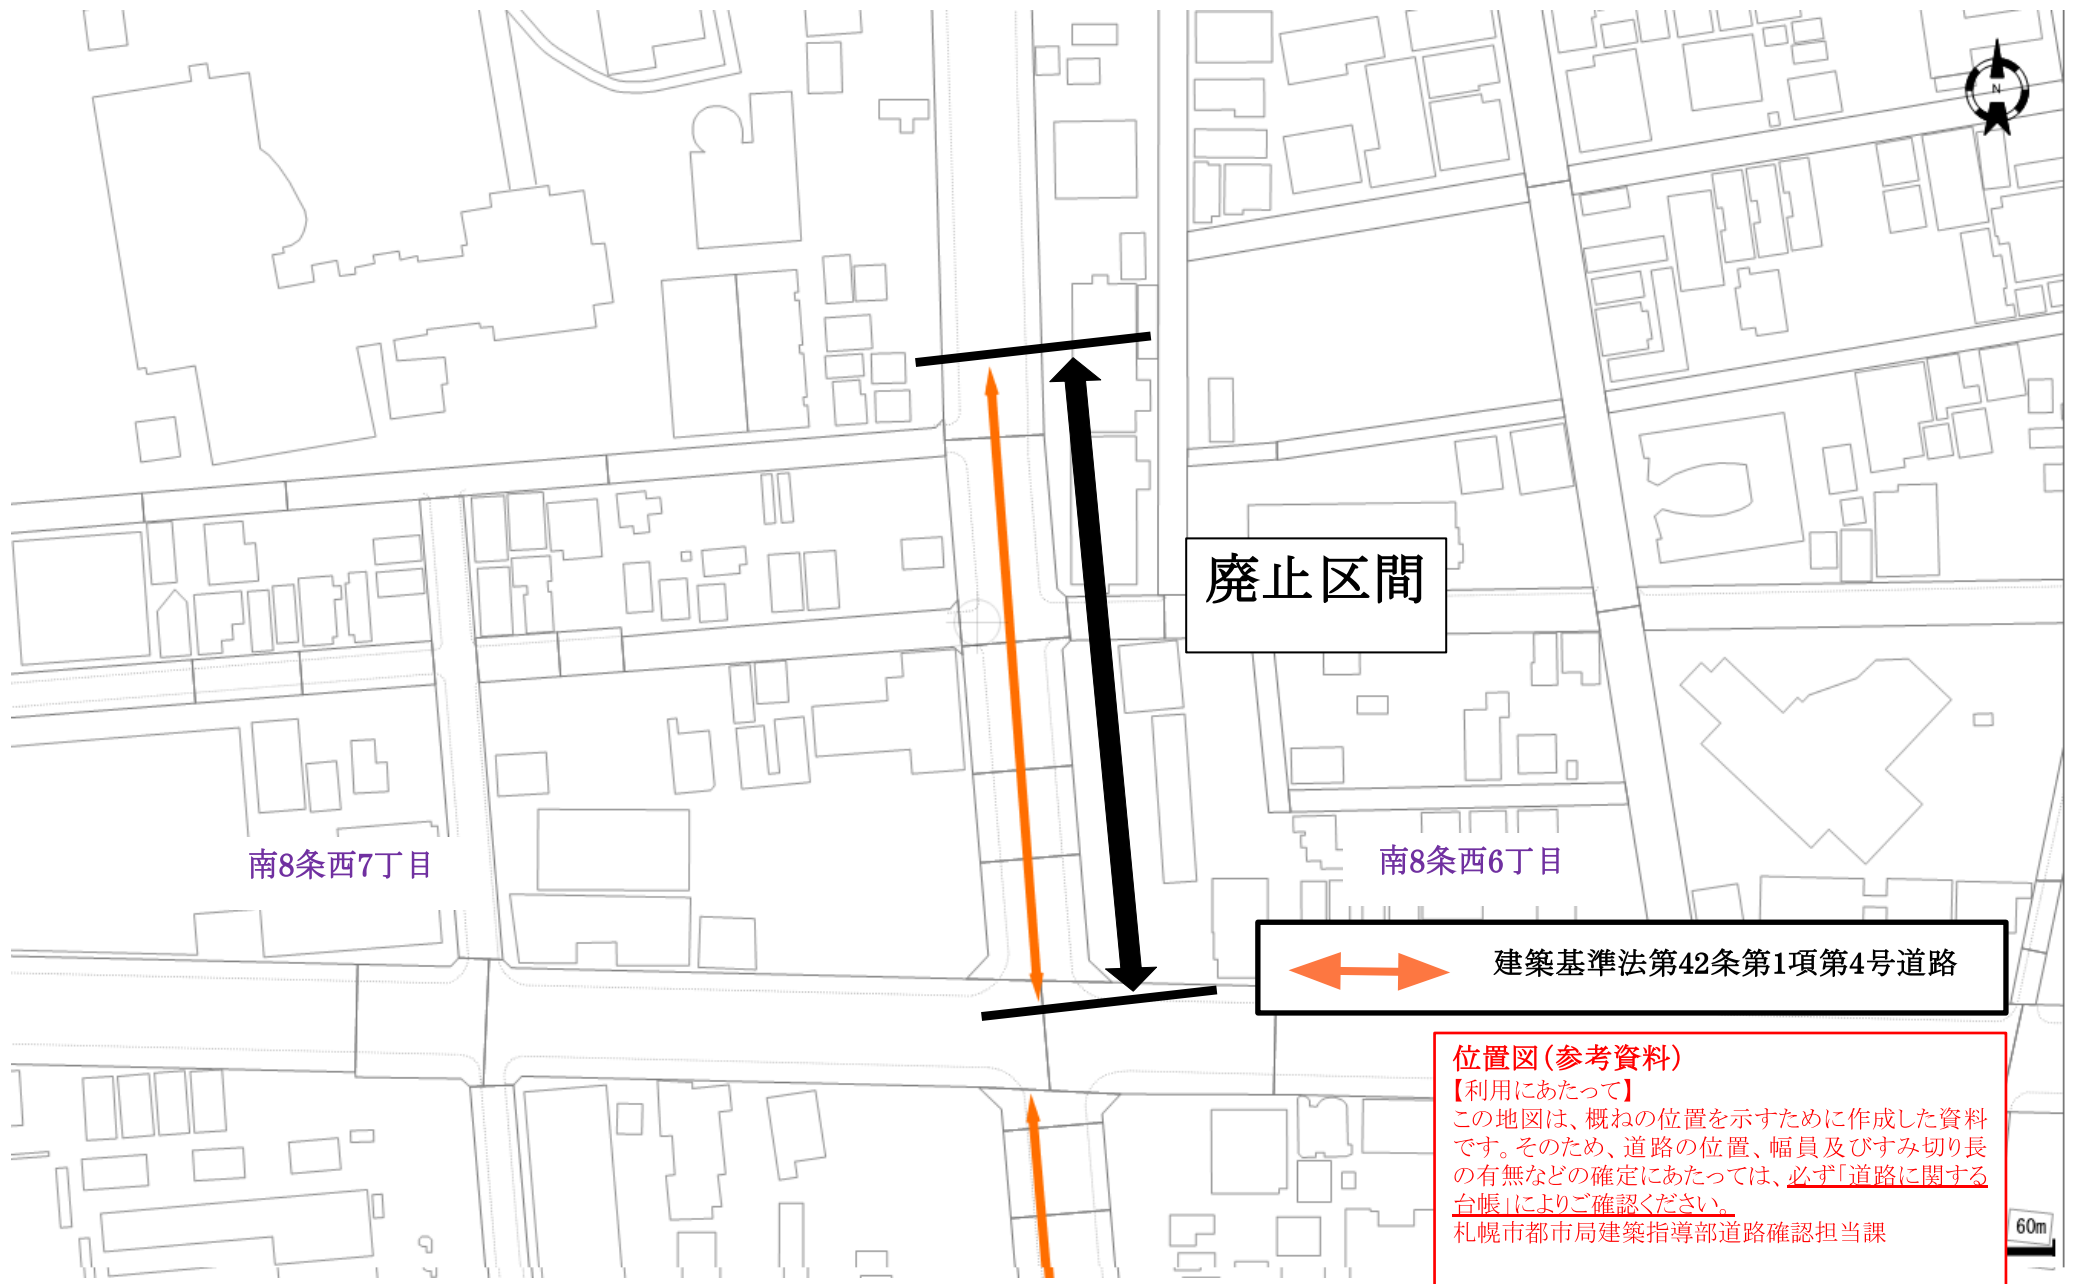 N
廃止区間
南8条西7丁目
南8条西6丁目
建築基準法第42条第1項第4号道路
位置図(参考資料)
【利用にあたって】
この地図は、概ねの位置を示すために作成した資料
です。そのため、道路の位置、幅員及びすみ切り長
の有無などの確定にあたっては、必ず「道路に関する
台帳」によりご確認ください。
札幌市都市局建築指導部道路確認担当課
60m